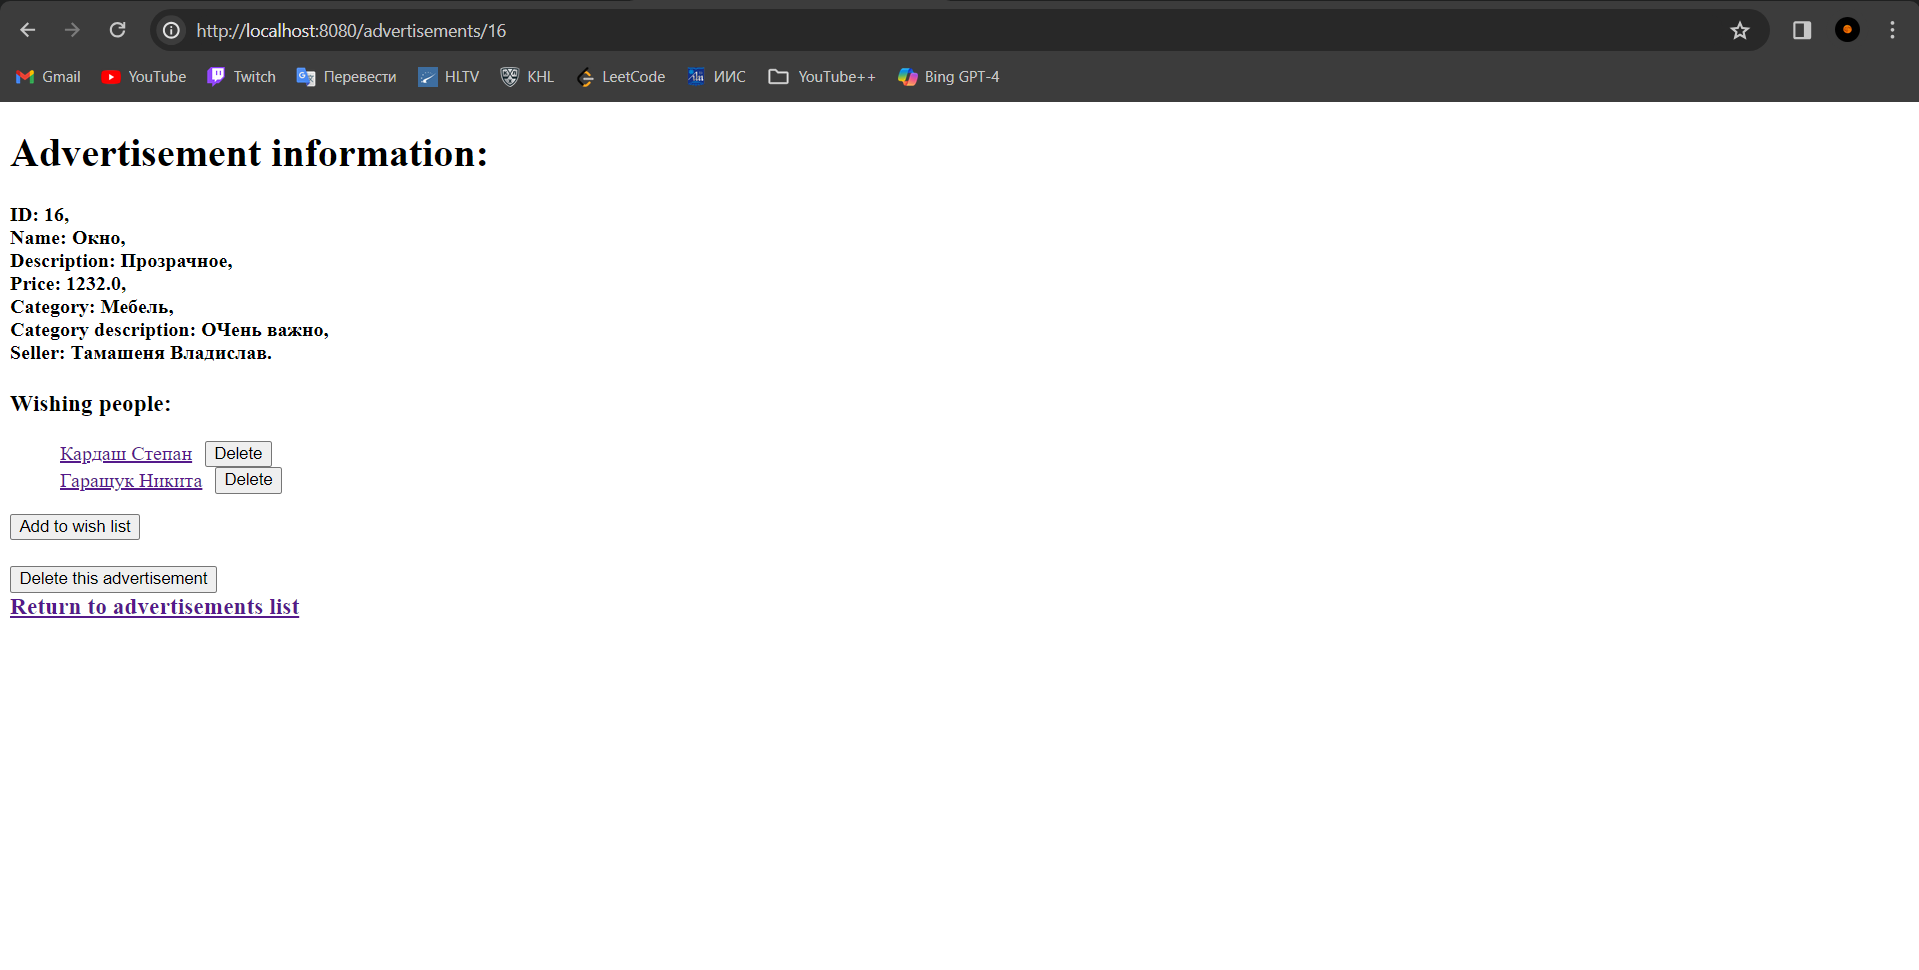 http://localhost:8080/advertisements/16
Gmail YouTube Twitch Перевести HLTV KHL LeetCode ИИС YouTube++ Bing GPT-4
Advertisement information:
ID: 16,
Name: Окно,
Description: Прозрачное,
Price: 1232.0,
Category: Мебель,
Category description: ОЧень важно,
Seller: Тамашеня Владислав.
Wishing people:
Кардаш Степан Delete
Гаращук Никита Delete
Add to wish list
Delete this advertisement
Return to advertisements list